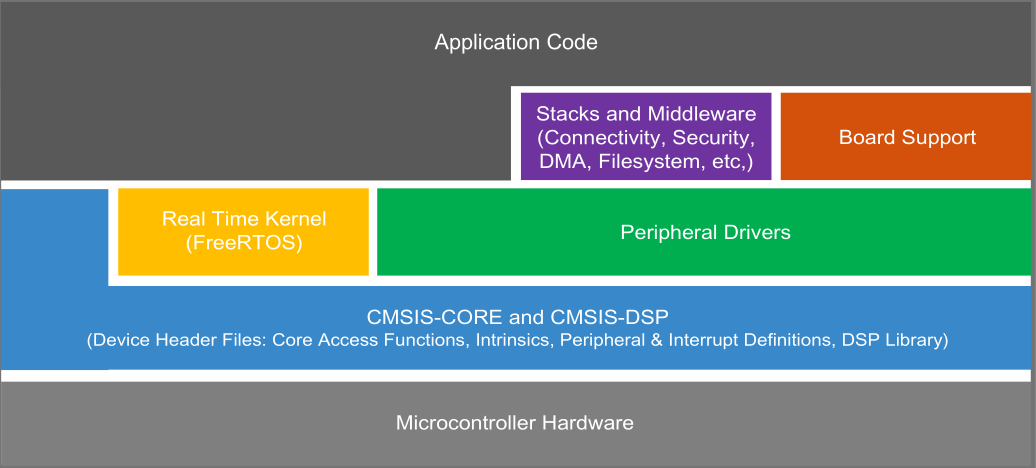 Application Code
Stacks and Middleware
(Connectivity, Security,
DMA, Filesystem, etc,)
Board Support
Real Time Kernel
(FreeRTOS)
Peripheral Drivers
CMSIS-CORE and CMSIS-DSP
(Device Header Files: Core Access Functions, Intrinsics, Peripheral & Interrupt Definitions, DSP Library)
Microcontroller Hardware